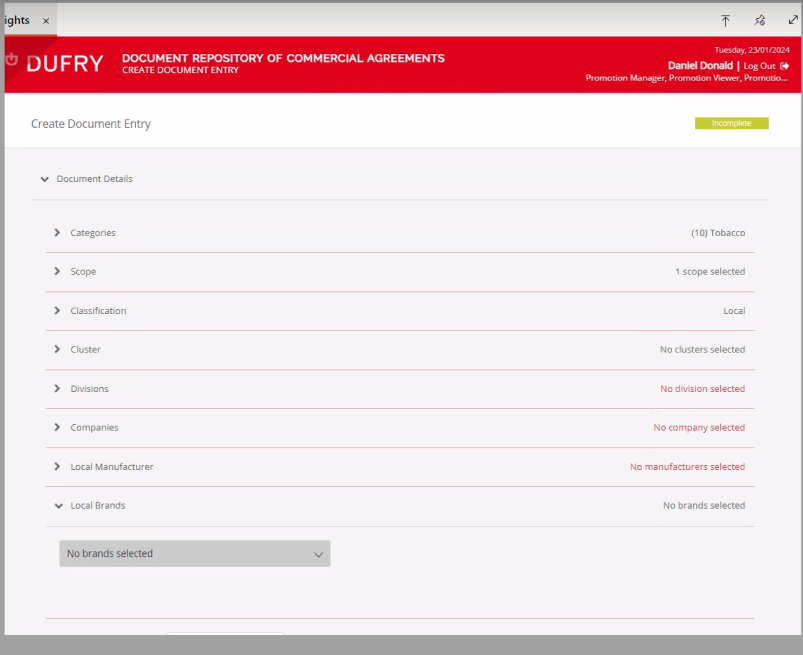 ights ×
Tuesday, 23/01/2024
DUFRY
DOCUMENT REPOSITORY OF COMMERCIAL AGREEMENTS
Daniel Donald | Log Out
CREATE DOCUMENT ENTRY
Promotion Manager, Promotion Viewer, Promotio...
Create Document Entry
Incomplete
Document Details
Categories (10) Tobacco
Scope 1 scope selected
Classification Local
Cluster No clusters selected
Divisions No division selected
Companies No company selected
Local Manufacturer No manufacturers selected
Local Brands No brands selected
No brands selected